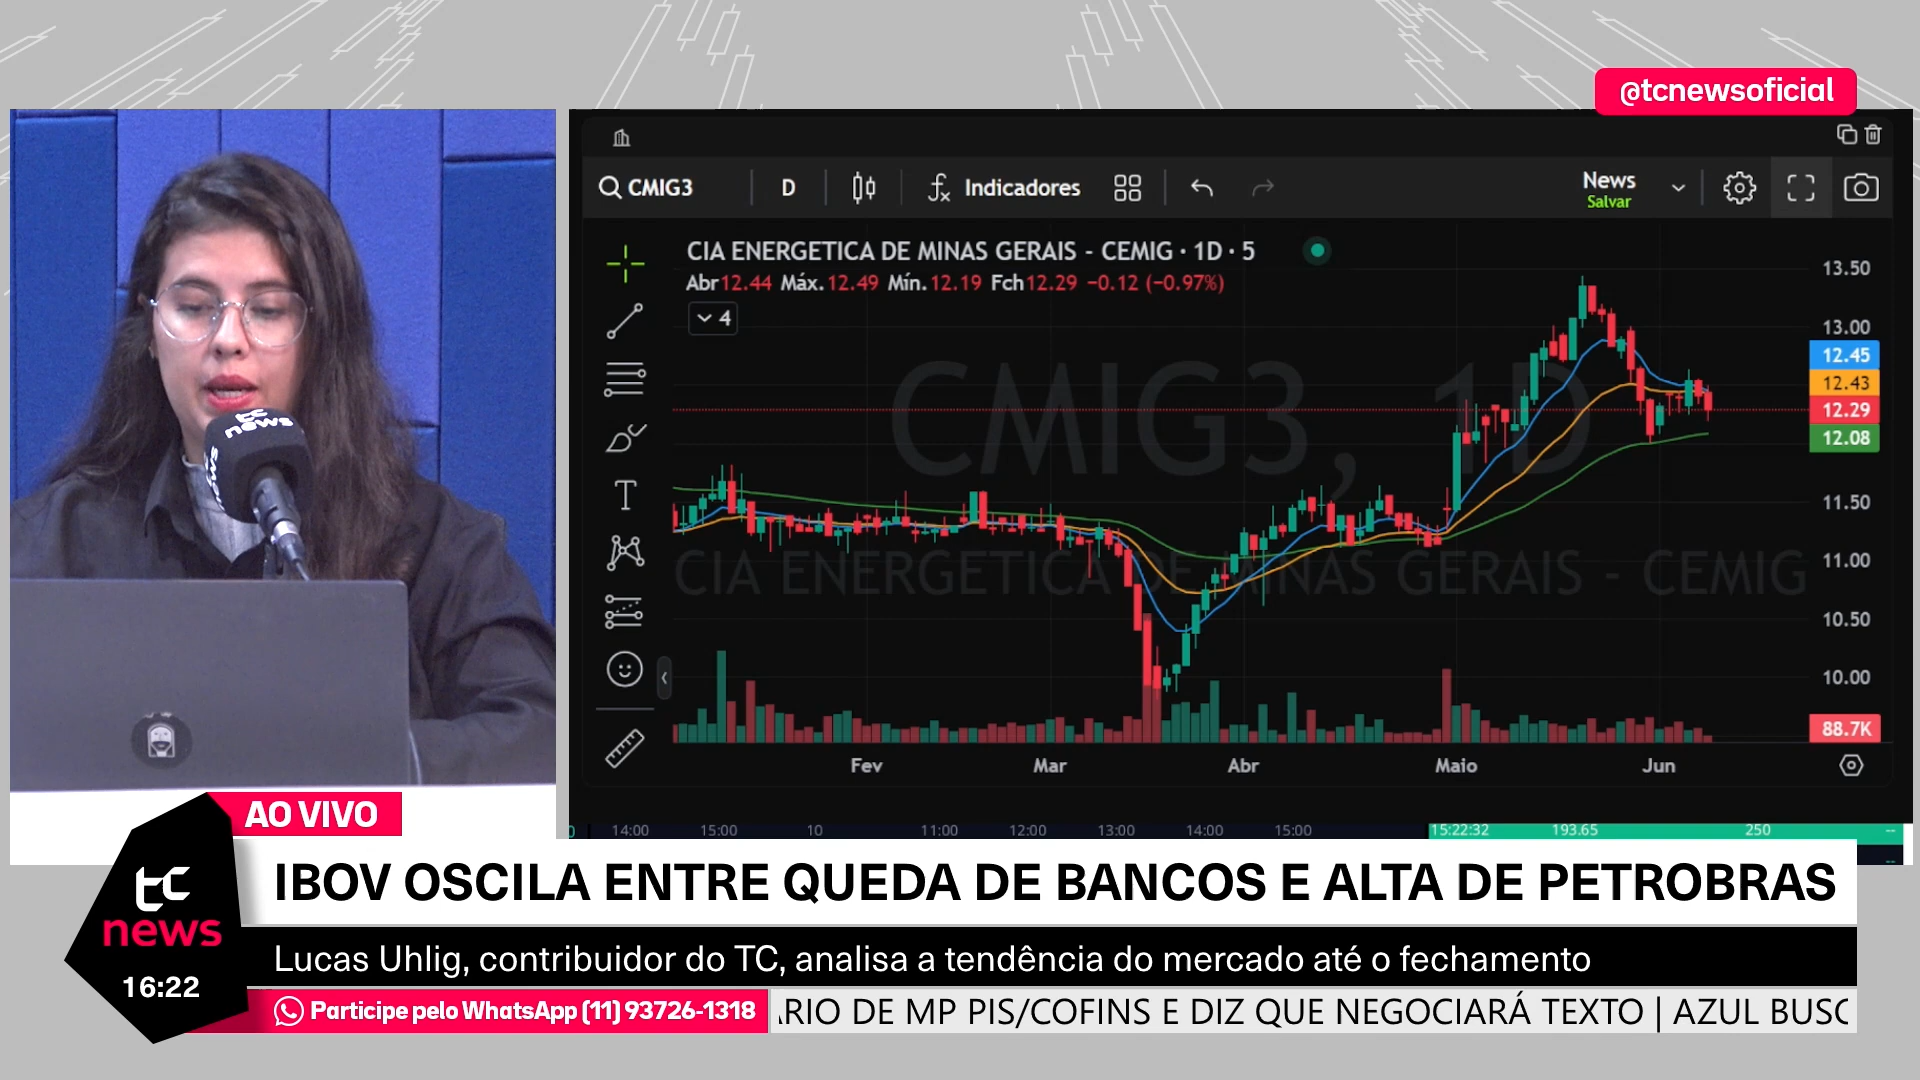 @tcnewsoficial
CMIG3
D
Indicadores
News
Salvar
CIA ENERGETICA DE MINAS GERAIS - CEMIG · 1D · 5
Abr12.44 Máx.12.49 Mín.12.19 Fch12.29 −0.12 (−0.97%)
4
CMIG3, 1D
CIA ENERGETICA DE MINAS GERAIS - CEMIG
13.50
13.00
12.45
12.43
12.29
12.08
11.50
11.00
10.50
10.00
88.7K
Fev Mar Abr Maio Jun
14:00 15:00 10 11:00 12:00 13:00 14:00 15:00 15:22:32 193.65 250 --
--
tc
news
news
AO VIVO
IBOV OSCILA ENTRE QUEDA DE BANCOS E ALTA DE PETROBRAS
tc
news
16:22
Lucas Uhlig, contribuidor do TC, analisa a tendência do mercado até o fechamento
Participe pelo WhatsApp (11) 93726-1318
RIO DE MP PIS/COFINS E DIZ QUE NEGOCIARÁ TEXTO | AZUL BUSC